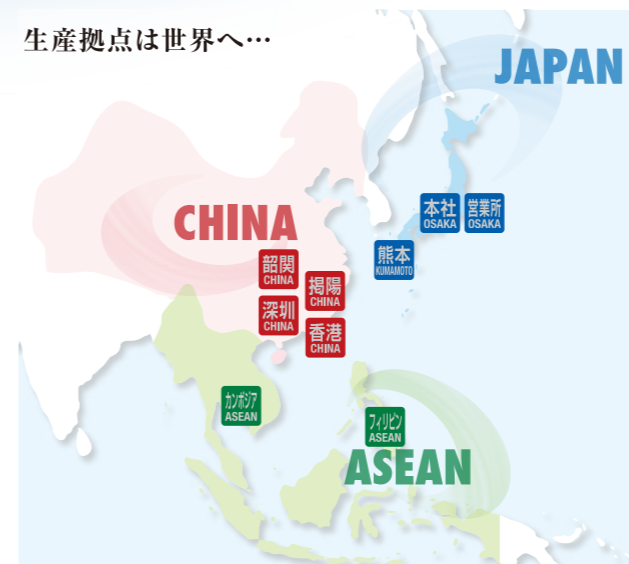 生産拠点は世界へ…
JAPAN
本社
OSAKA
営業所
OSAKA
CHINA
熊本
KUMAMOTO
韶関
CHINA
掲陽
CHINA
深圳
CHINA
香港
CHINA
カンボジア
ASEAN
フィリピン
ASEAN
ASEAN